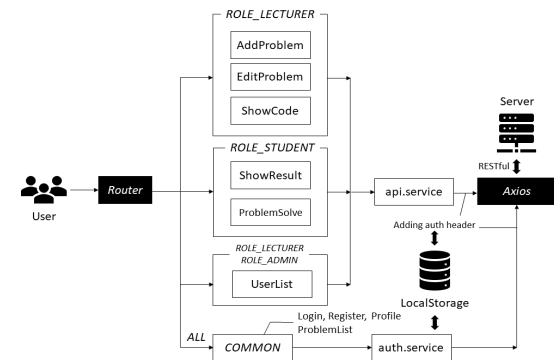 ROLE_LECTURER
AddProblem
EditProblem
ShowCode
ROLE_STUDENT
ShowResult
ProblemSolve
ROLE_LECTURER
ROLE_ADMIN
UserList
ALL
COMMON
Login, Register, Profile
ProblemList
User
Router
api.service
auth.service
Adding auth header
LocalStorage
Server
RESTful
Axios